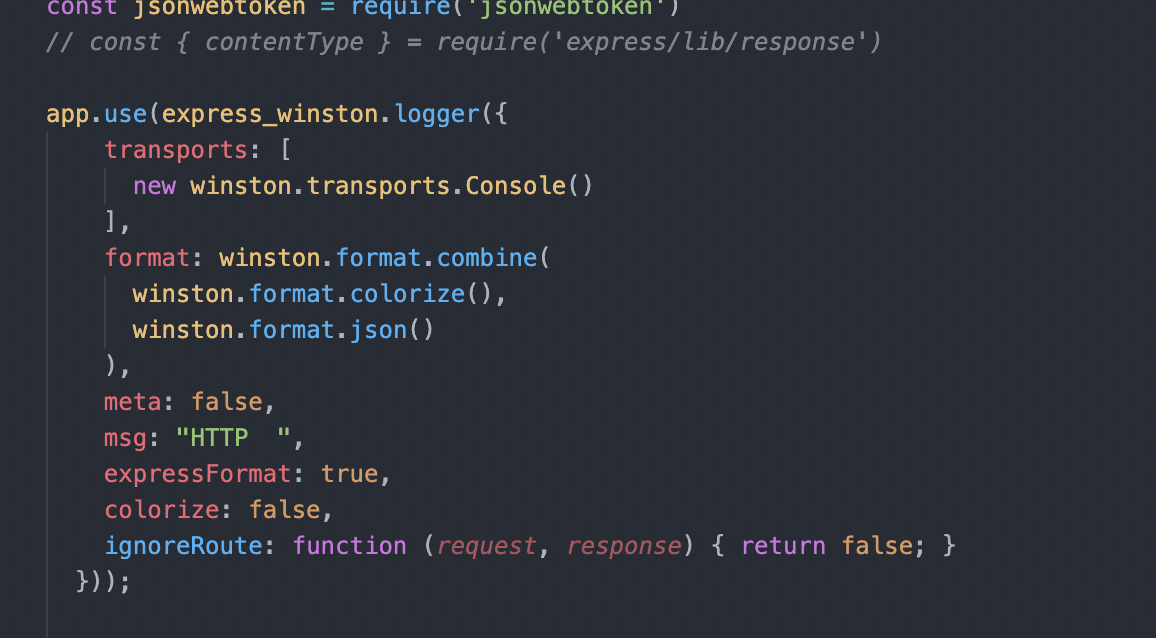 const jsonwebtoken = require('jsonwebtoken')
// const { contentType } = require('express/lib/response')
app.use(express_winston.logger({
transports: [
new winston.transports.Console()
],
format: winston.format.combine(
winston.format.colorize(),
winston.format.json()
),
meta: false,
msg: "HTTP  ",
expressFormat: true,
colorize: false,
ignoreRoute: function (request, response) { return false; }
}));